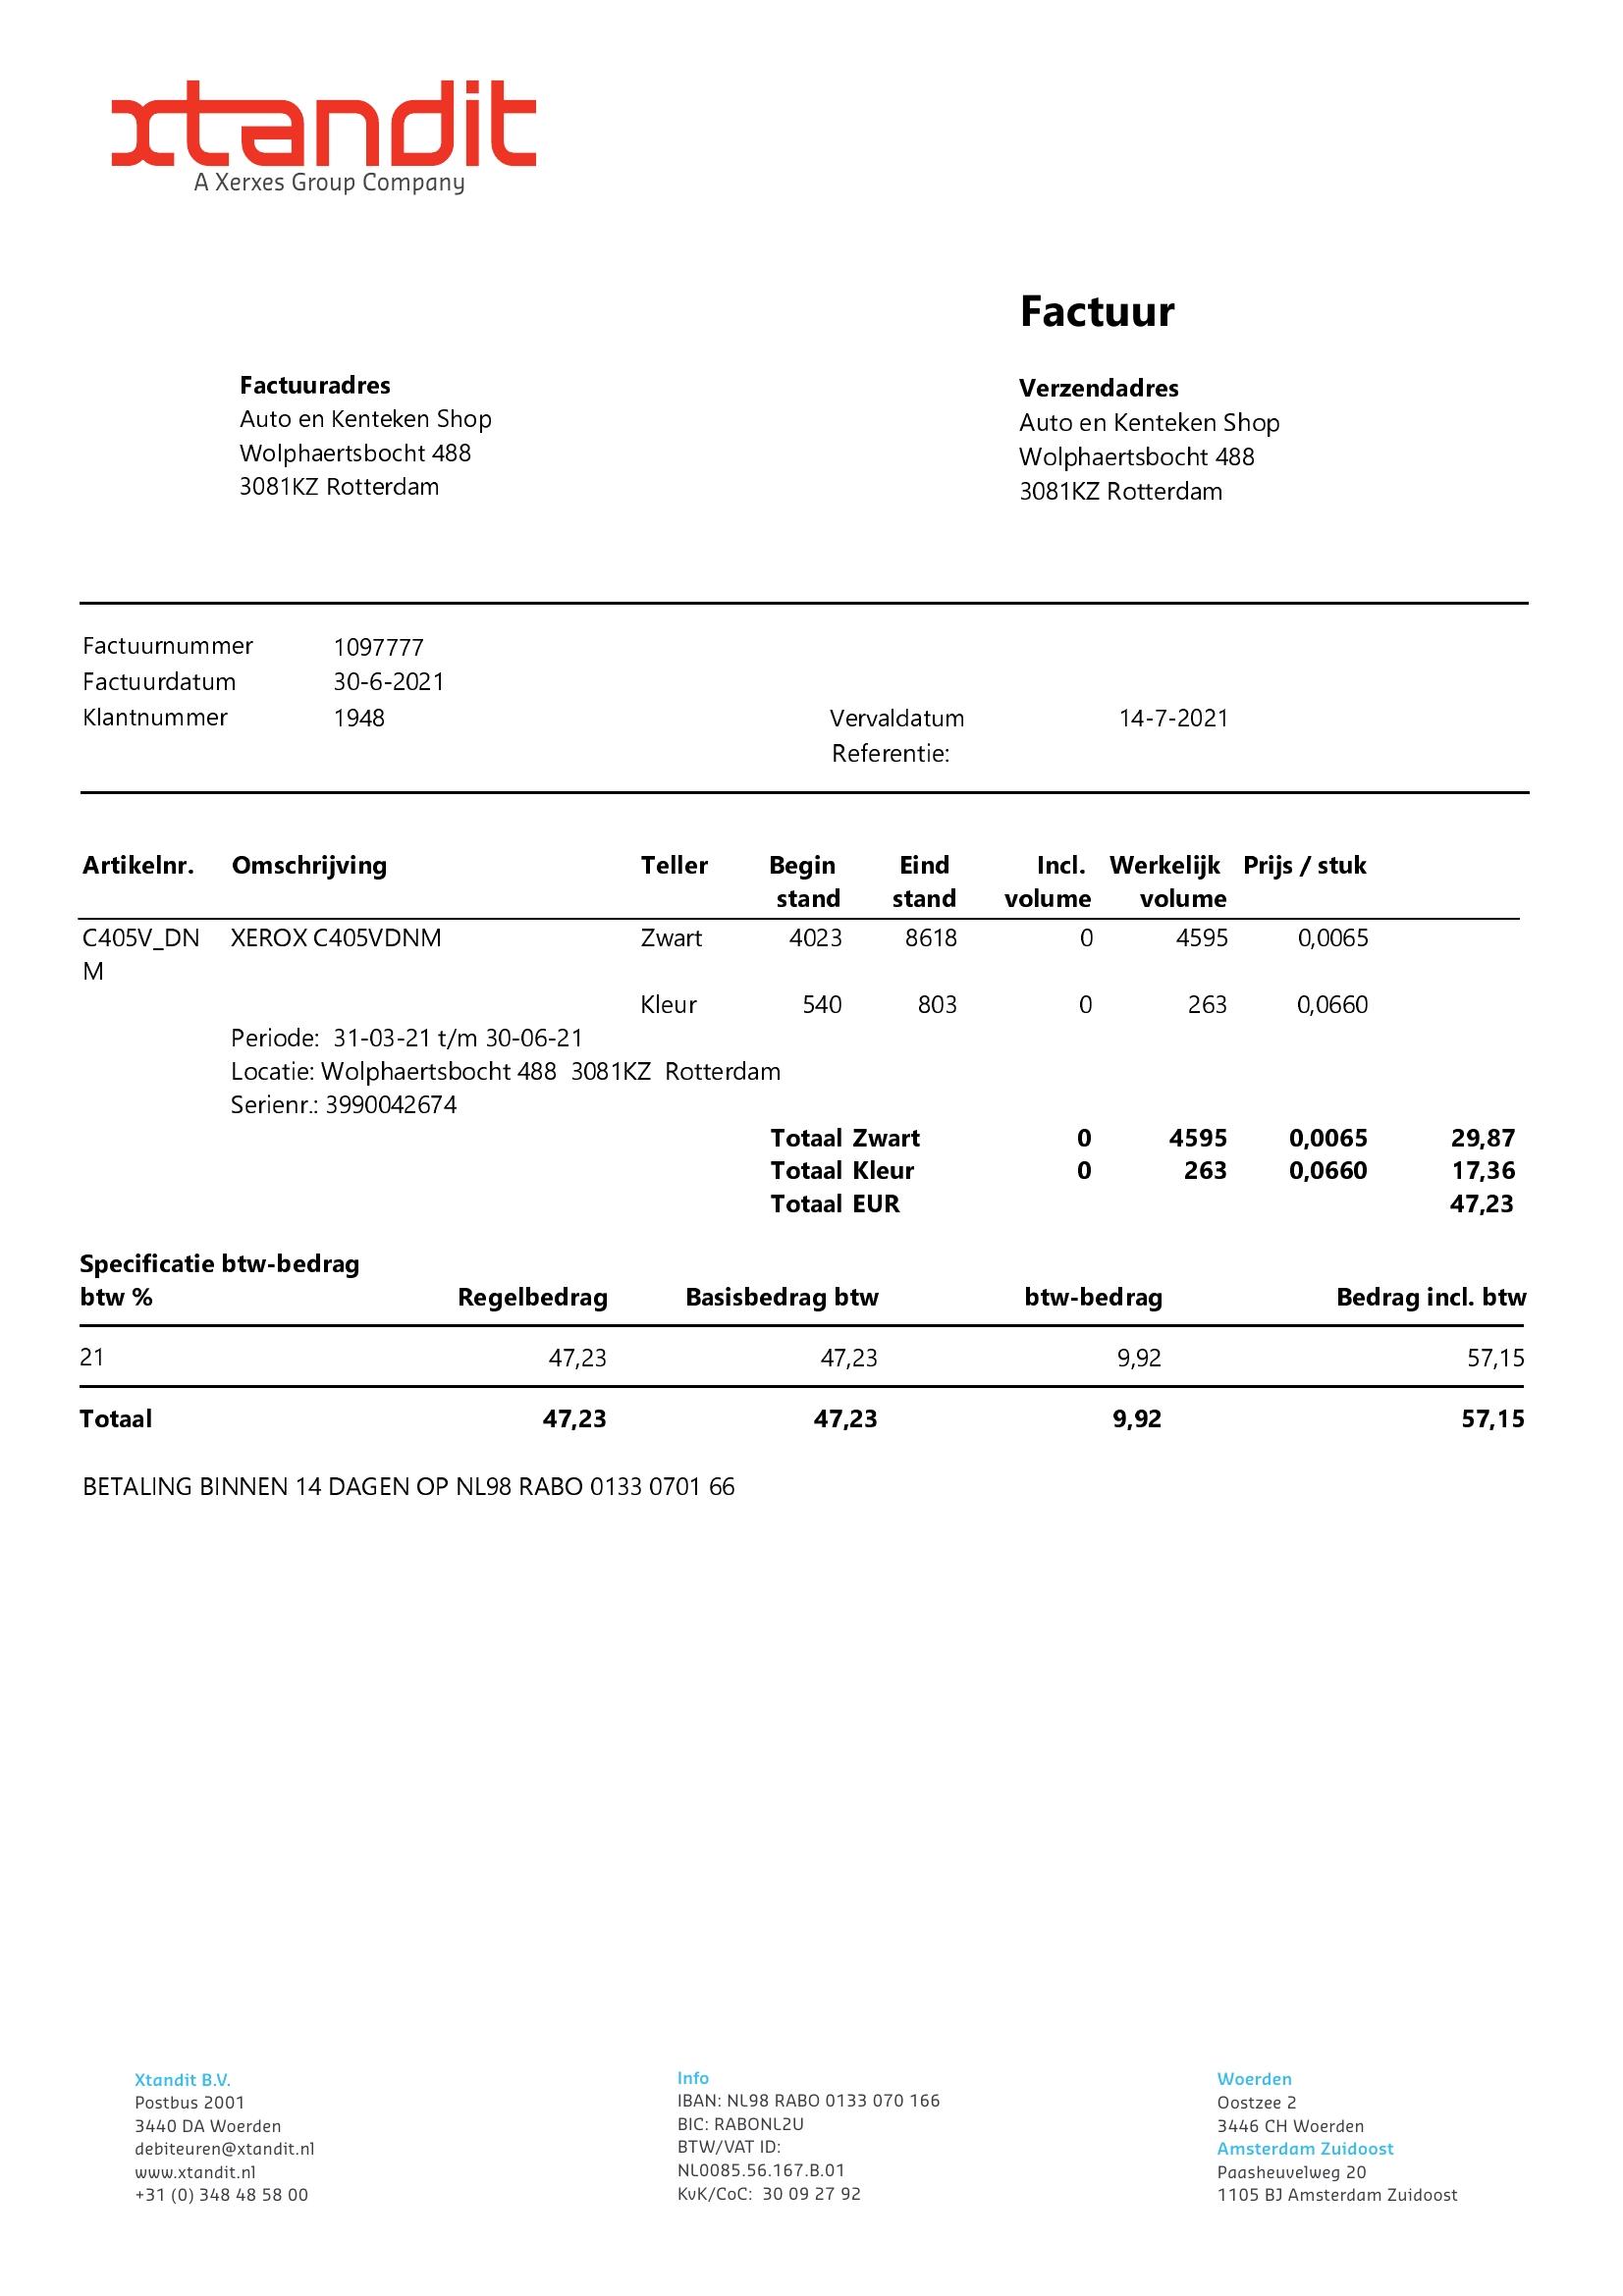 xtandit
A Xerxes Group Company
Factuur
Factuuradres
Auto en Kenteken Shop
Wolphaertsbocht 488
3081KZ Rotterdam
Verzendadres
Auto en Kenteken Shop
Wolphaertsbocht 488
3081KZ Rotterdam
Factuurnummer 1097777
Factuurdatum 30-6-2021
Klantnummer 1948 Vervaldatum 14-7-2021
Referentie:
Artikelnr. Omschrijving Teller Begin Eind Incl. Werkelijk Prijs / stuk
stand stand volume volume
C405V_DN XEROX C405VDNM Zwart 4023 8618 0 4595 0,0065
M
Kleur 540 803 0 263 0,0660
Periode: 31-03-21 t/m 30-06-21
Locatie: Wolphaertsbocht 488 3081KZ Rotterdam
Serienr.: 3990042674
Totaal Zwart 0 4595 0,0065 29,87
Totaal Kleur 0 263 0,0660 17,36
Totaal EUR 47,23
Specificatie btw-bedrag
btw % Regelbedrag Basisbedrag btw btw-bedrag Bedrag incl. btw
21 47,23 47,23 9,92 57,15
Totaal 47,23 47,23 9,92 57,15
BETALING BINNEN 14 DAGEN OP NL98 RABO 0133 0701 66
Xtandit B.V.
Postbus 2001
3440 DA Woerden
debiteuren@xtandit.nl
www.xtandit.nl
+31 (0) 348 48 58 00
Info
IBAN: NL98 RABO 0133 070 166
BIC: RABONL2U
BTW/VAT ID:
NL0085.56.167.B.01
KvK/CoC: 30 09 27 92
Woerden
Oostzee 2
3446 CH Woerden
Amsterdam Zuidoost
Paasheuvelweg 20
1105 BJ Amsterdam Zuidoost